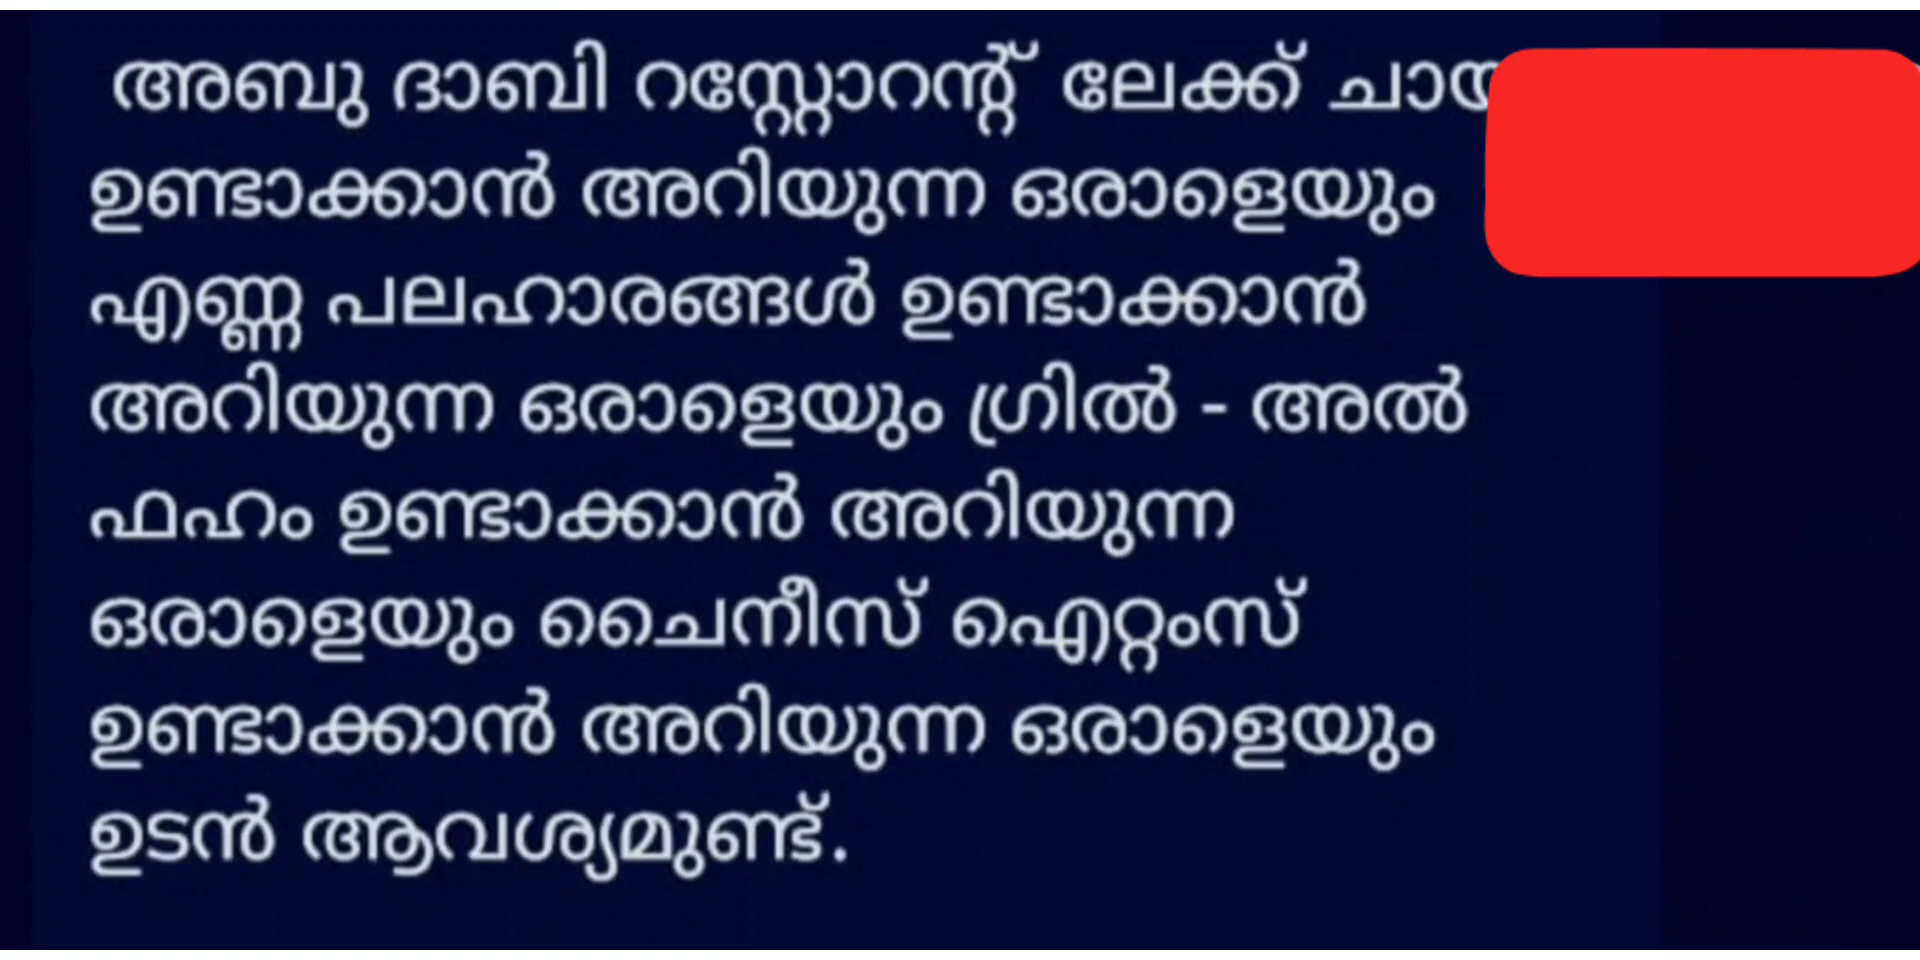 അബു ദാബി റസ്റ്റോറന്റ് ലേക്ക് ചായ
ഉണ്ടാക്കാൻ അറിയുന്ന ഒരാളെയും
എണ്ണ പലഹാരങ്ങൾ ഉണ്ടാക്കാൻ
അറിയുന്ന ഒരാളെയും ഗ്രിൽ - അൽ
ഫഹം ഉണ്ടാക്കാൻ അറിയുന്ന
ഒരാളെയും ചൈനീസ് ഐറ്റംസ്
ഉണ്ടാക്കാൻ അറിയുന്ന ഒരാളെയും
ഉടൻ ആവശ്യമുണ്ട്.